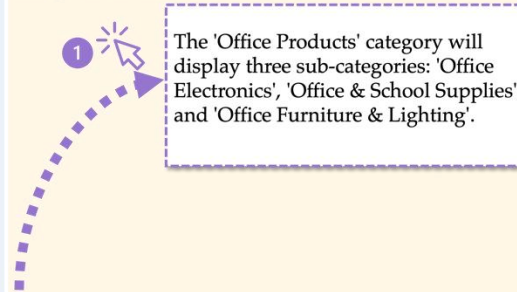 1
The 'Office Products' category will
display three sub-categories: 'Office
Electronics', 'Office & School Supplies'
and 'Office Furniture & Lighting'.